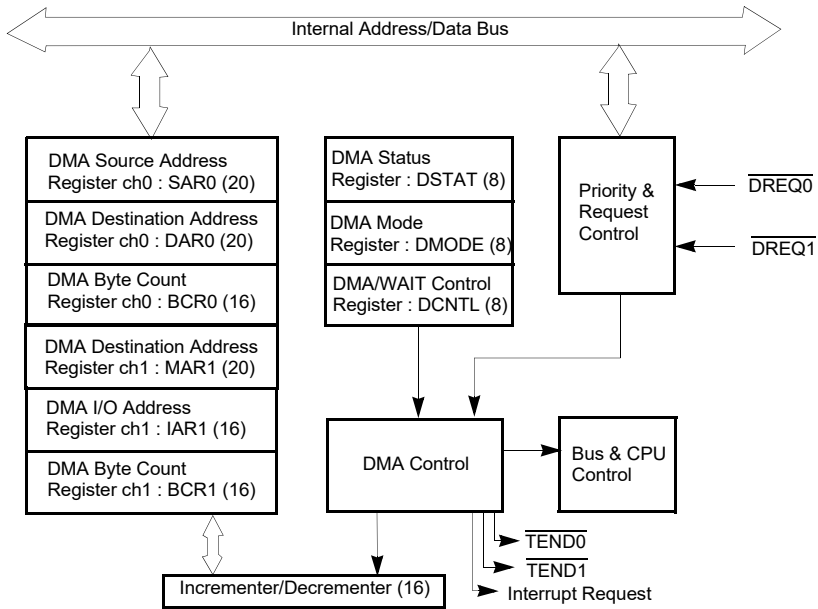 Internal Address/Data Bus
DMA Source Address
Register ch0 : SAR0 (20)
DMA Destination Address
Register ch0 : DAR0 (20)
DMA Byte Count
Register ch0 : BCR0 (16)
DMA Destination Address
Register ch1 : MAR1 (20)
DMA I/O Address
Register ch1 : IAR1 (16)
DMA Byte Count
Register ch1 : BCR1 (16)
DMA Status
Register : DSTAT (8)
DMA Mode
Register : DMODE (8)
DMA/WAIT Control
Register : DCNTL (8)
Priority &
Request
Control
DREQ0
DREQ1
DMA Control
Bus & CPU
Control
TEND0
TEND1
Interrupt Request
Incrementer/Decrementer (16)